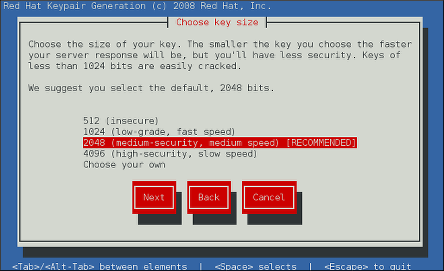 Red Hat Keypair Generation (c) 2008 Red Hat, Inc.
Choose key size
Choose the size of your key. The smaller the key you choose the faster
your server response will be, but you'll have less security. Keys of
less than 1024 bits are easily cracked.
We suggest you select the default, 2048 bits.
512 (insecure)
1024 (low-grade, fast speed)
2048 (medium-security, medium speed) [RECOMMENDED]
4096 (high-security, slow speed)
Choose your own
Next Back Cancel
<Tab>/<Alt-Tab> between elements | <Space> selects | <Escape> to quit